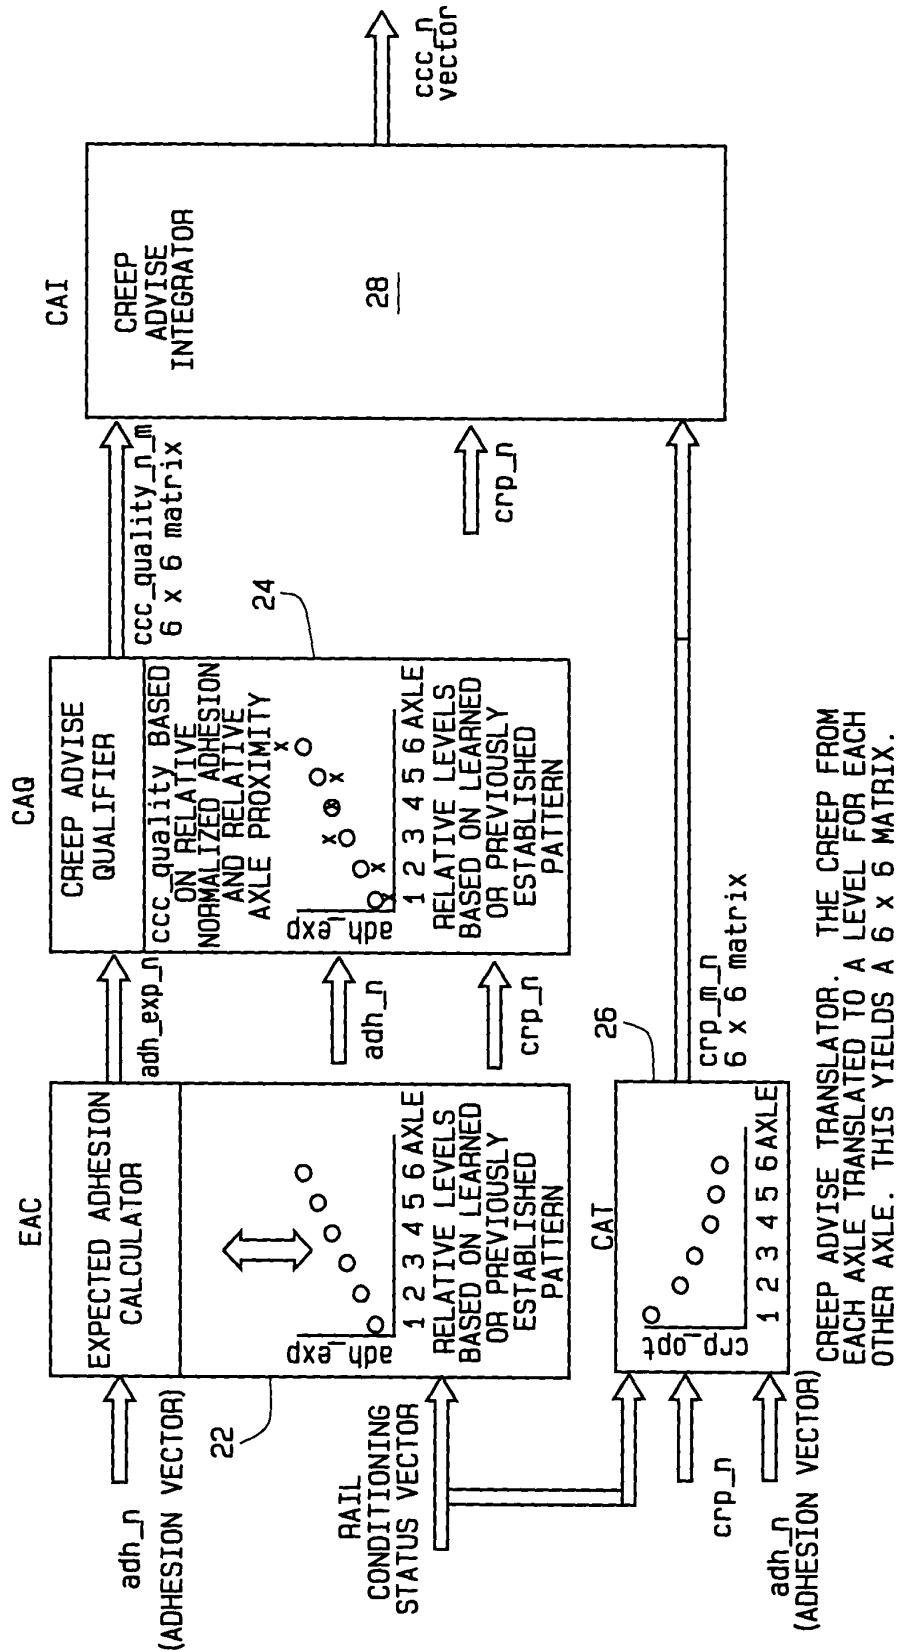 EAC
EXPECTED ADHESION
CALCULATOR
adh_n
(ADHESION VECTOR)
22
adh_exp
1 2 3 4 5 6 AXLE
RELATIVE LEVELS
BASED ON LEARNED
OR PREVIOUSLY
ESTABLISHED
PATTERN
RAIL
CONDITIONING
STATUS VECTOR
adh_exp_n
adh_n
crp_n
CAQ
CREEP ADVISE
QUALIFIER
ccc_quality BASED
ON RELATIVE
NORMALIZED ADHESION
AND RELATIVE
AXLE PROXIMITY
adh_exp
x
x
x
x
x
x
1 2 3 4 5 6 AXLE
RELATIVE LEVELS
BASED ON LEARNED
OR PREVIOUSLY
ESTABLISHED
PATTERN
24
ccc_quality_n_m
6 x 6 matrix
crp_n
CAI
CREEP
ADVISE
INTEGRATOR
28
ccc_n
vector
CAT
26
crp_opt
1 2 3 4 5 6 AXLE
crp_n
adh_n
(ADHESION VECTOR)
crp_m_n
6 x 6 matrix
CREEP ADVISE TRANSLATOR. THE CREEP FROM
EACH AXLE TRANSLATED TO A LEVEL FOR EACH
OTHER AXLE. THIS YIELDS A 6 x 6 MATRIX.